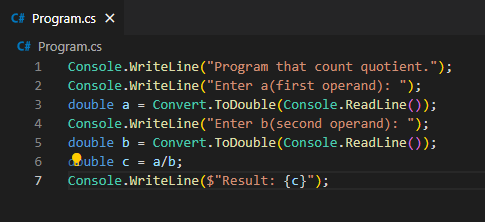 C# Program.cs ×
C# Program.cs
1 Console.WriteLine("Program that count quotient.");
2 Console.WriteLine("Enter a(first operand): ");
3 double a = Convert.ToDouble(Console.ReadLine());
4 Console.WriteLine("Enter b(second operand): ");
5 double b = Convert.ToDouble(Console.ReadLine());
6 double c = a/b;
7 Console.WriteLine($"Result: {c}");